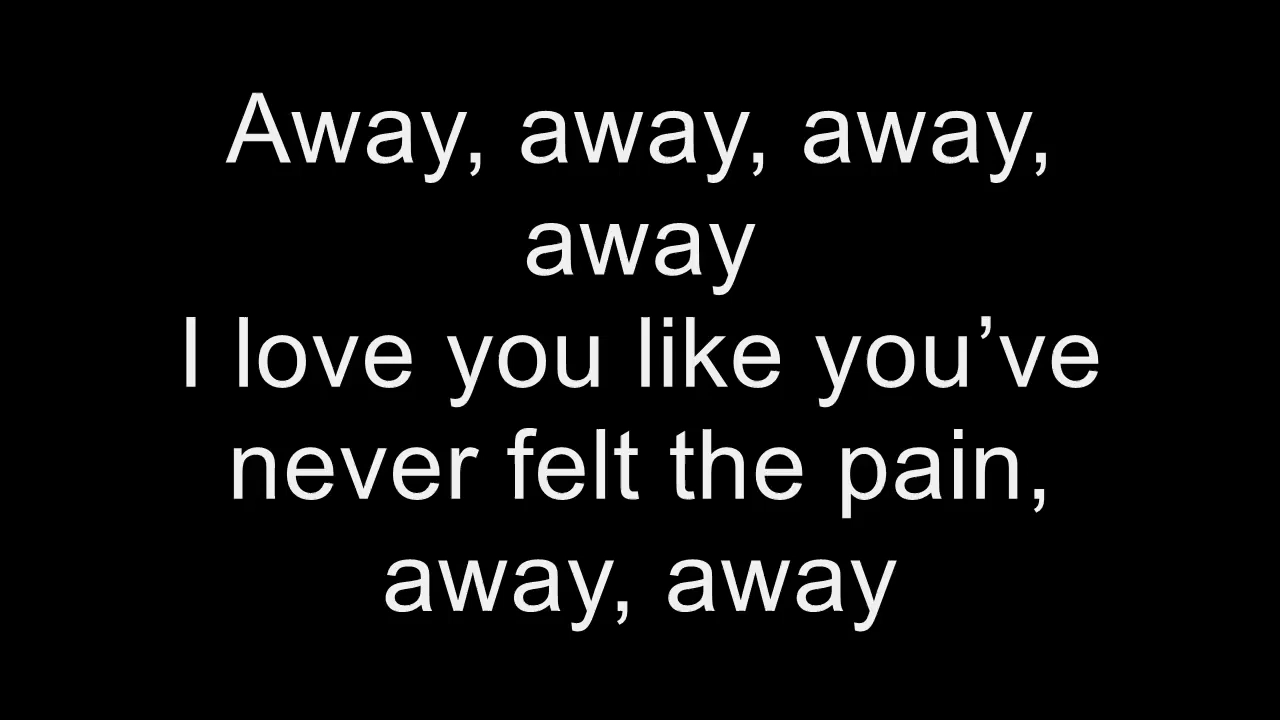 Away, away, away,
away
I love you like you’ve
never felt the pain,
away, away